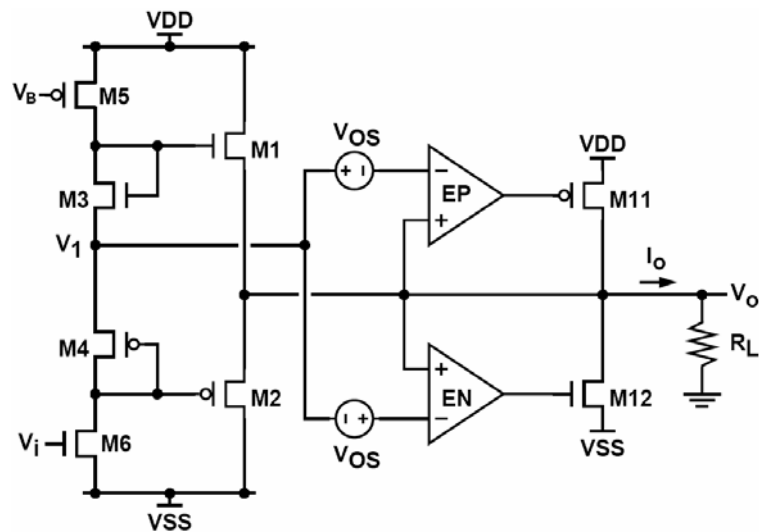 VDD
VB
M5
M1
M3
V1
M4
M2
Vi
M6
VSS
VOS
+ −
−
EP
+
VDD
M11
Io
Vo
RL
+
EN
−
M12
VSS
− +
VOS